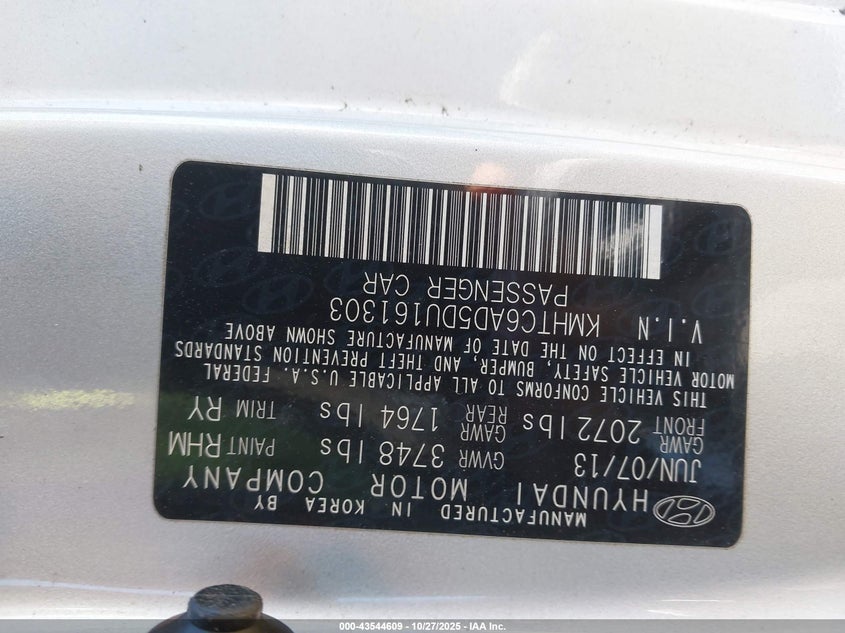 MANUFACTURED IN KOREA BY
HYUNDAI MOTOR COMPANY
JUN/07/13 GVWR 3748 lbs PAINT RHM
GAWR FRONT 2072 lbs GAWR REAR 1764 lbs TRIM RY
THIS VEHICLE CONFORMS TO ALL APPLICABLE U.S.A. FEDERAL
MOTOR VEHICLE SAFETY, BUMPER, AND THEFT PREVENTION STANDARDS
IN EFFECT ON THE DATE OF MANUFACTURE SHOWN ABOVE
V.I.N KMHTC6AD5DU161303
PASSENGER CAR
000-43544609 - 10/27/2025 - IAA Inc.